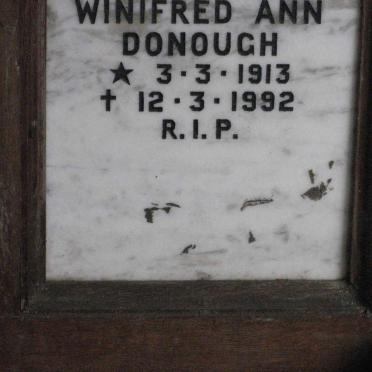 WINIFRED ANN
DONOUGH
★ 3·3·1913
✝ 12·3·1992
R.I.P.